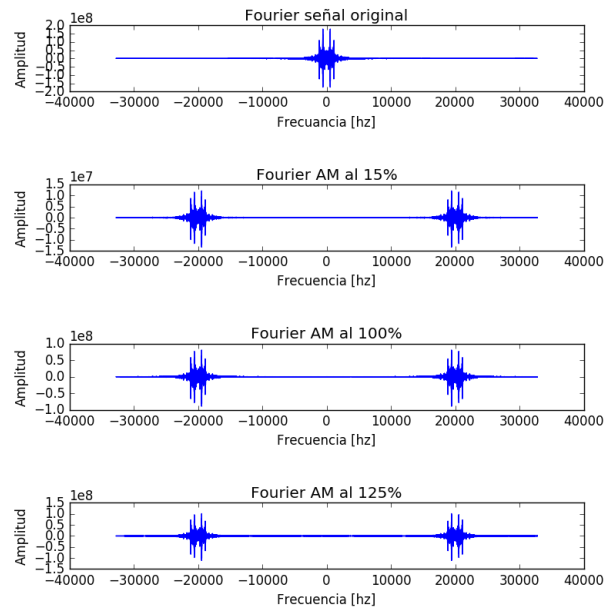 Fourier señal original
1e8
Amplitud
2.0
1.5
1.0
0.5
0.0
−0.5
−1.0
−1.5
−2.0
−40000 −30000 −20000 −10000 0 10000 20000 30000 40000
Frecuancia [hz]
Fourier AM al 15%
1e7
Amplitud
1.5
1.0
0.5
0.0
−0.5
−1.0
−1.5
−40000 −30000 −20000 −10000 0 10000 20000 30000 40000
Frecuencia [hz]
Fourier AM al 100%
1e8
Amplitud
1.0
0.5
0.0
−0.5
−1.0
−40000 −30000 −20000 −10000 0 10000 20000 30000 40000
Frecuencia [hz]
Fourier AM al 125%
1e8
Amplitud
1.5
1.0
0.5
0.0
−0.5
−1.0
−1.5
−40000 −30000 −20000 −10000 0 10000 20000 30000 40000
Frecuencia [hz]